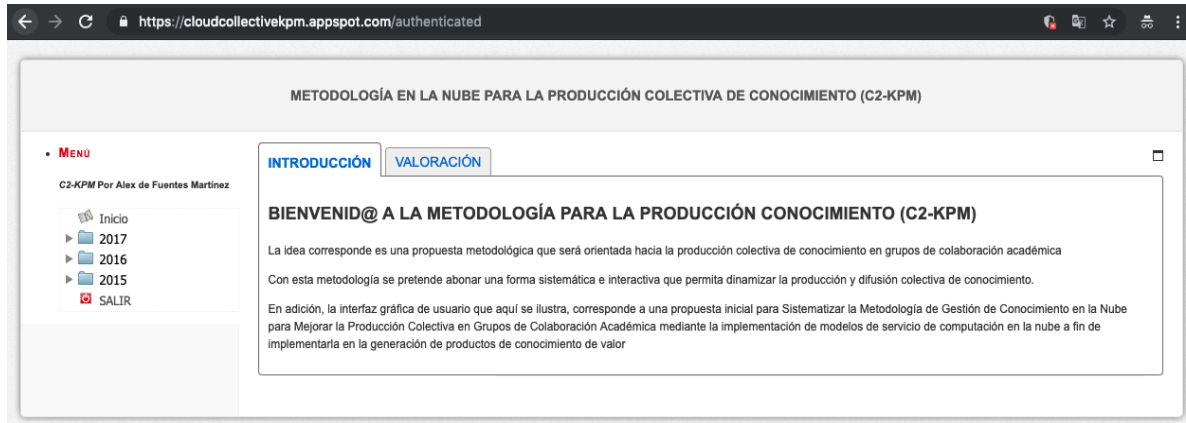 https://cloudcollectivekpm.appspot.com/authenticated
METODOLOGÍA EN LA NUBE PARA LA PRODUCCIÓN COLECTIVA DE CONOCIMIENTO (C2-KPM)
MENÚ
C2-KPM Por Alex de Fuentes Martínez
Inicio
2017
2016
2015
SALIR
INTRODUCCIÓN
VALORACIÓN
BIENVENID@ A LA METODOLOGÍA PARA LA PRODUCCIÓN CONOCIMIENTO (C2-KPM)
La idea corresponde es una propuesta metodológica que será orientada hacia la producción colectiva de conocimiento en grupos de colaboración académica
Con esta metodología se pretende abonar una forma sistemática e interactiva que permita dinamizar la producción y difusión colectiva de conocimiento.
En adición, la interfaz gráfica de usuario que aquí se ilustra, corresponde a una propuesta inicial para Sistematizar la Metodología de Gestión de Conocimiento en la Nube
para Mejorar la Producción Colectiva en Grupos de Colaboración Académica mediante la implementación de modelos de servicio de computación en la nube a fin de
implementarla en la generación de productos de conocimiento de valor